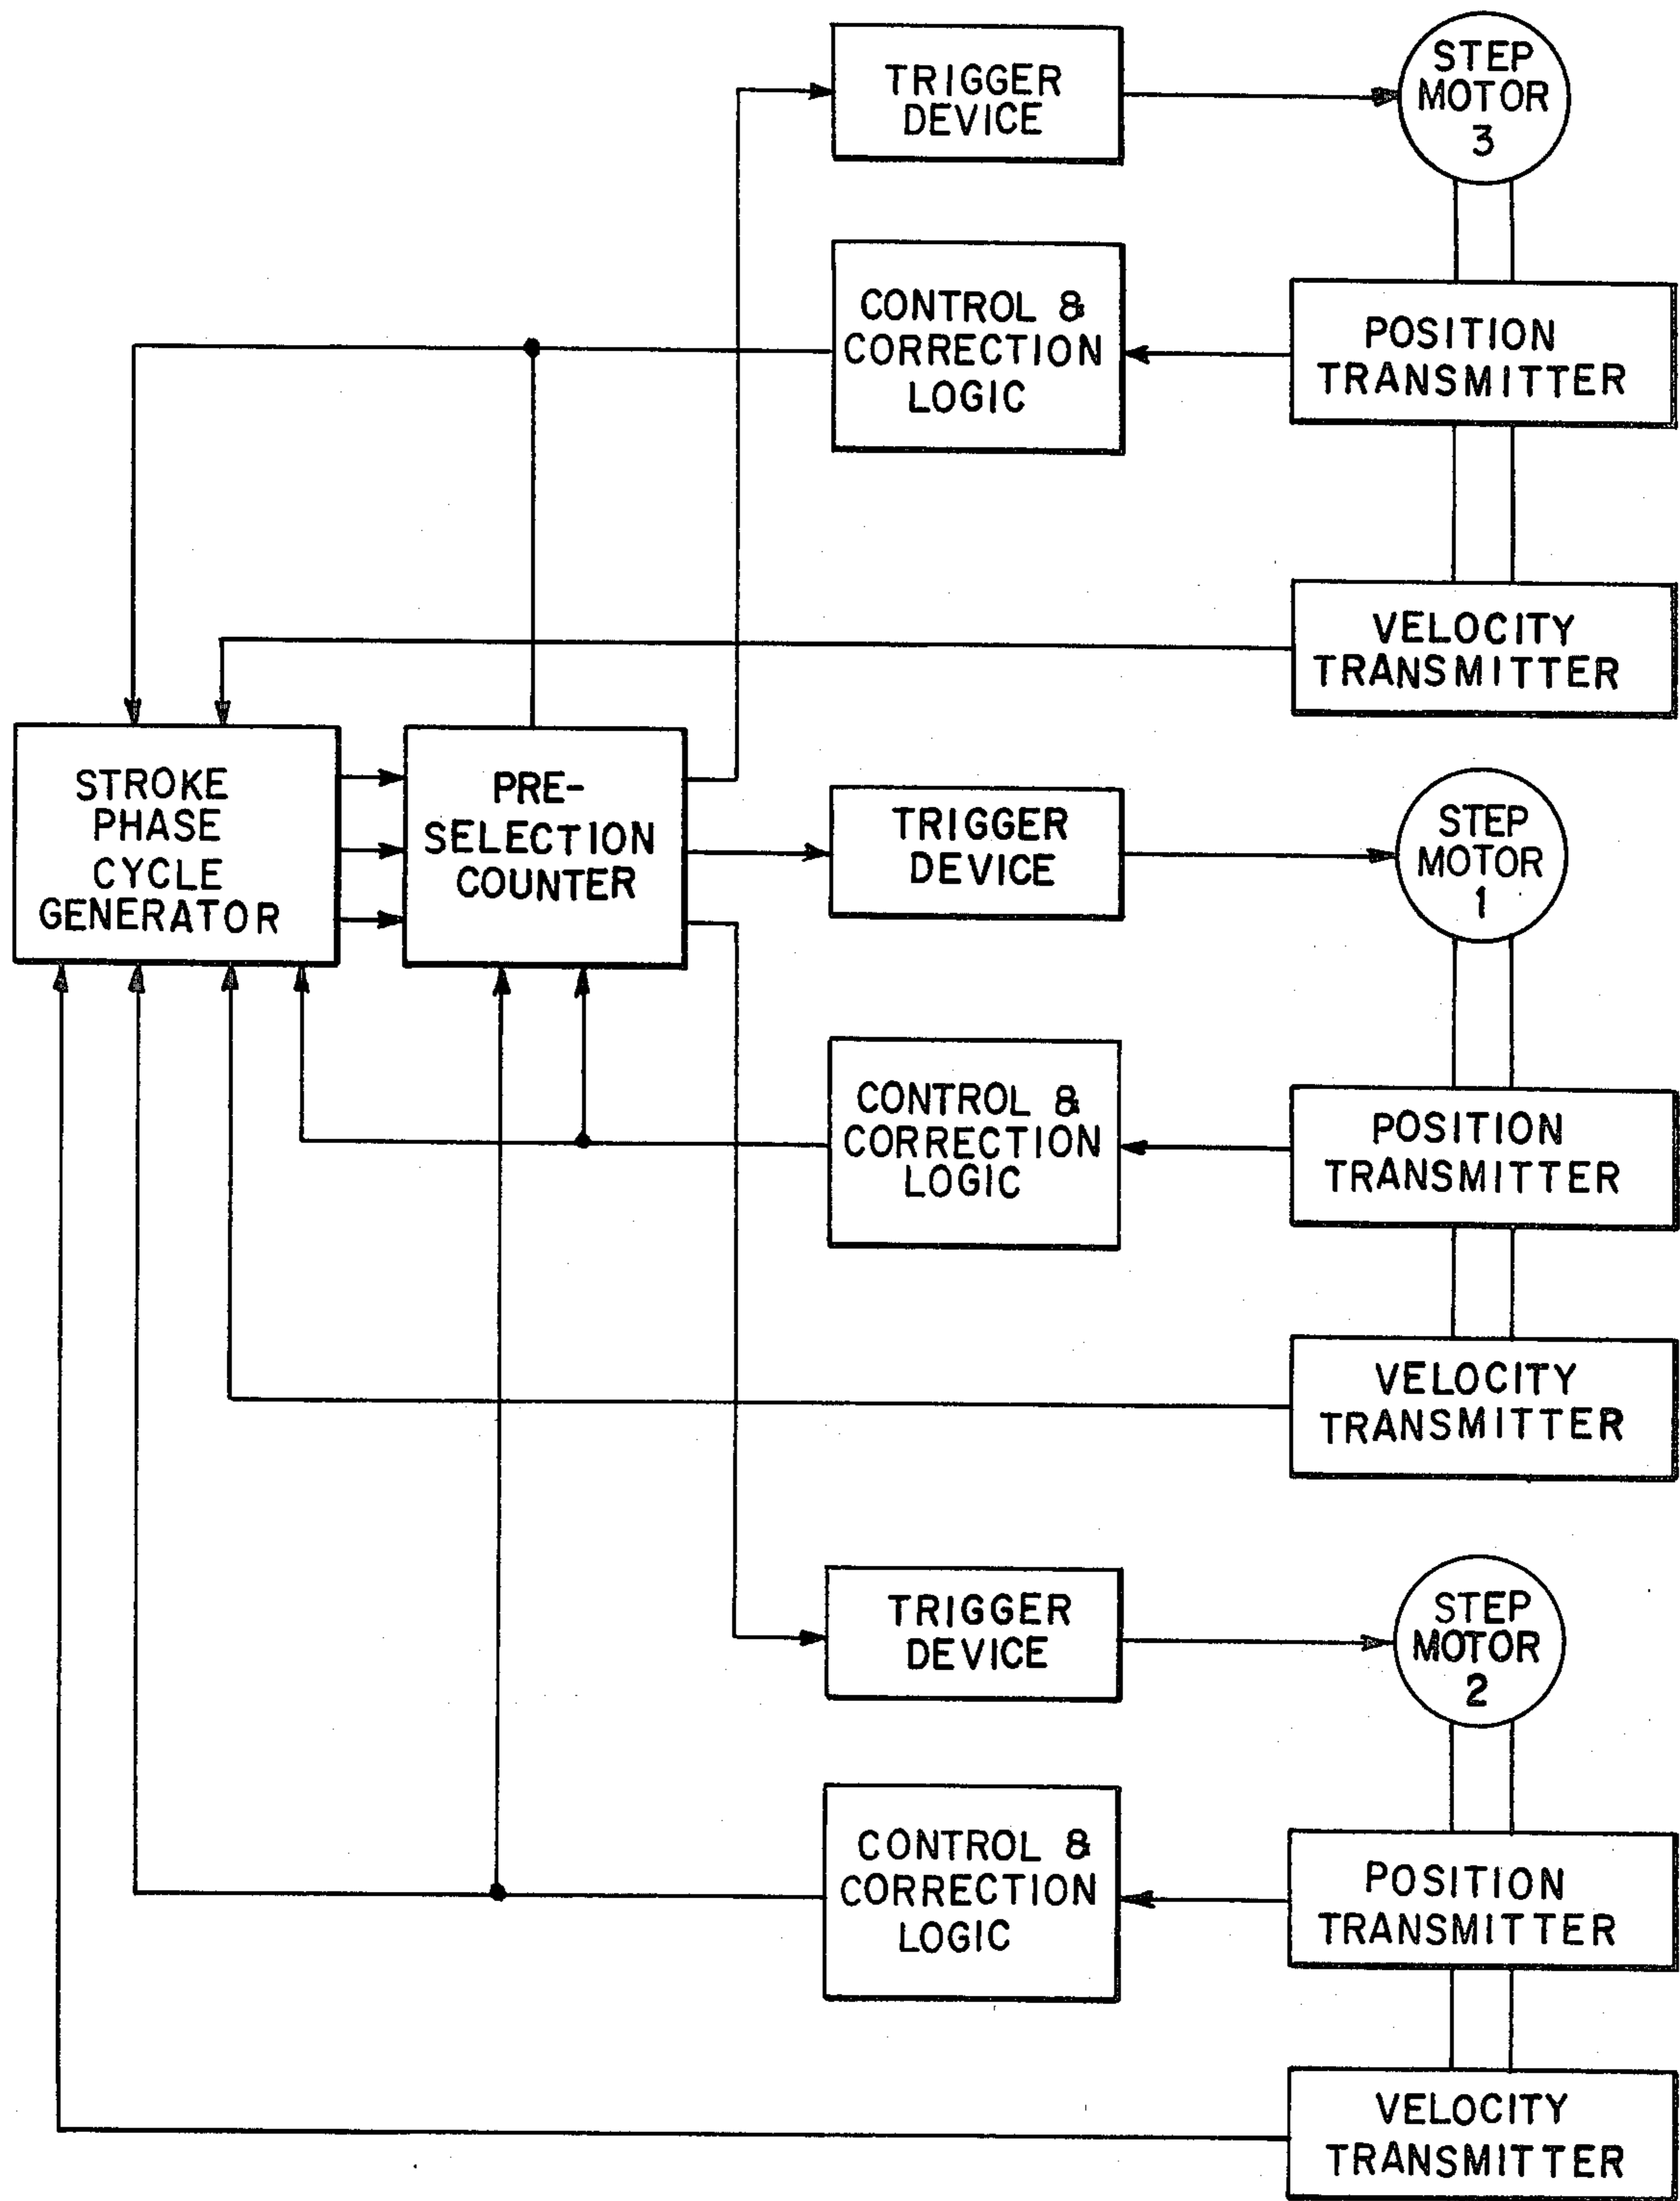 TRIGGER
DEVICE
STEP
MOTOR
3
CONTROL &
CORRECTION
LOGIC
POSITION
TRANSMITTER
VELOCITY
TRANSMITTER
STROKE
PHASE
CYCLE
GENERATOR
PRE-
SELECTION
COUNTER
TRIGGER
DEVICE
STEP
MOTOR
1
CONTROL &
CORRECTION
LOGIC
POSITION
TRANSMITTER
VELOCITY
TRANSMITTER
TRIGGER
DEVICE
STEP
MOTOR
2
CONTROL &
CORRECTION
LOGIC
POSITION
TRANSMITTER
VELOCITY
TRANSMITTER